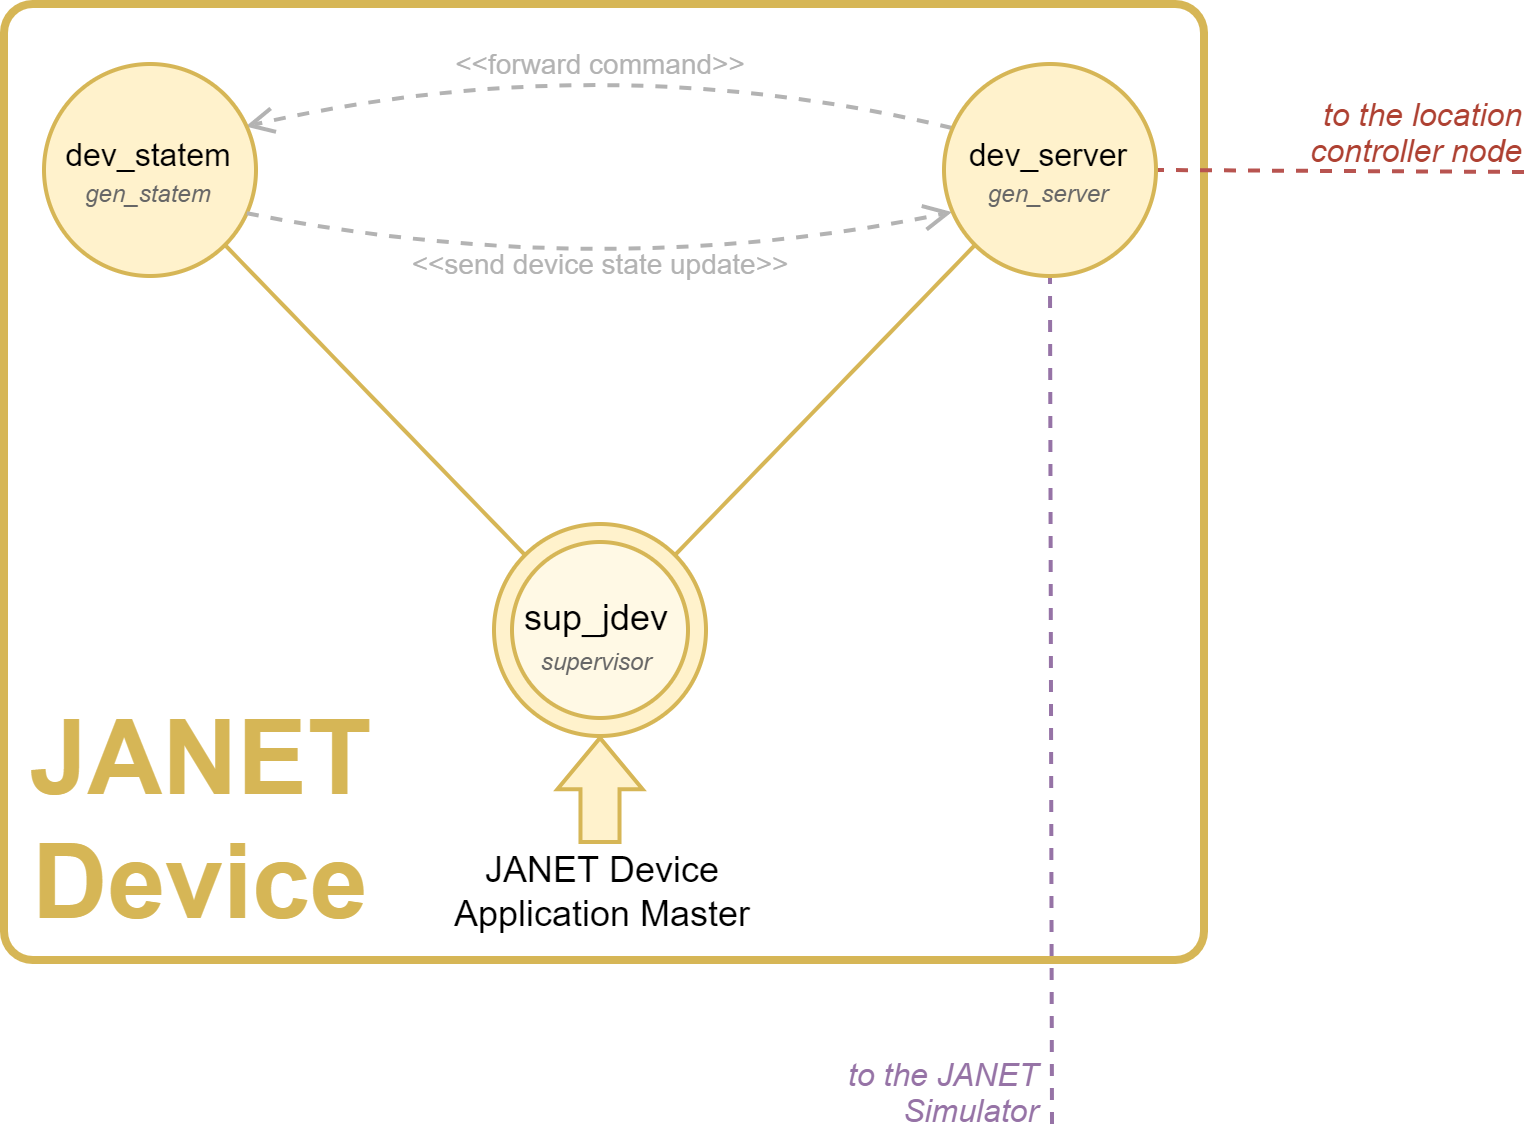 <<forward command>>
dev_statem
gen_statem
dev_server
gen_server
to the location
controller node
<<send device state update>>
sup_jdev
supervisor
JANET
Device
JANET Device
Application Master
to the JANET
Simulator